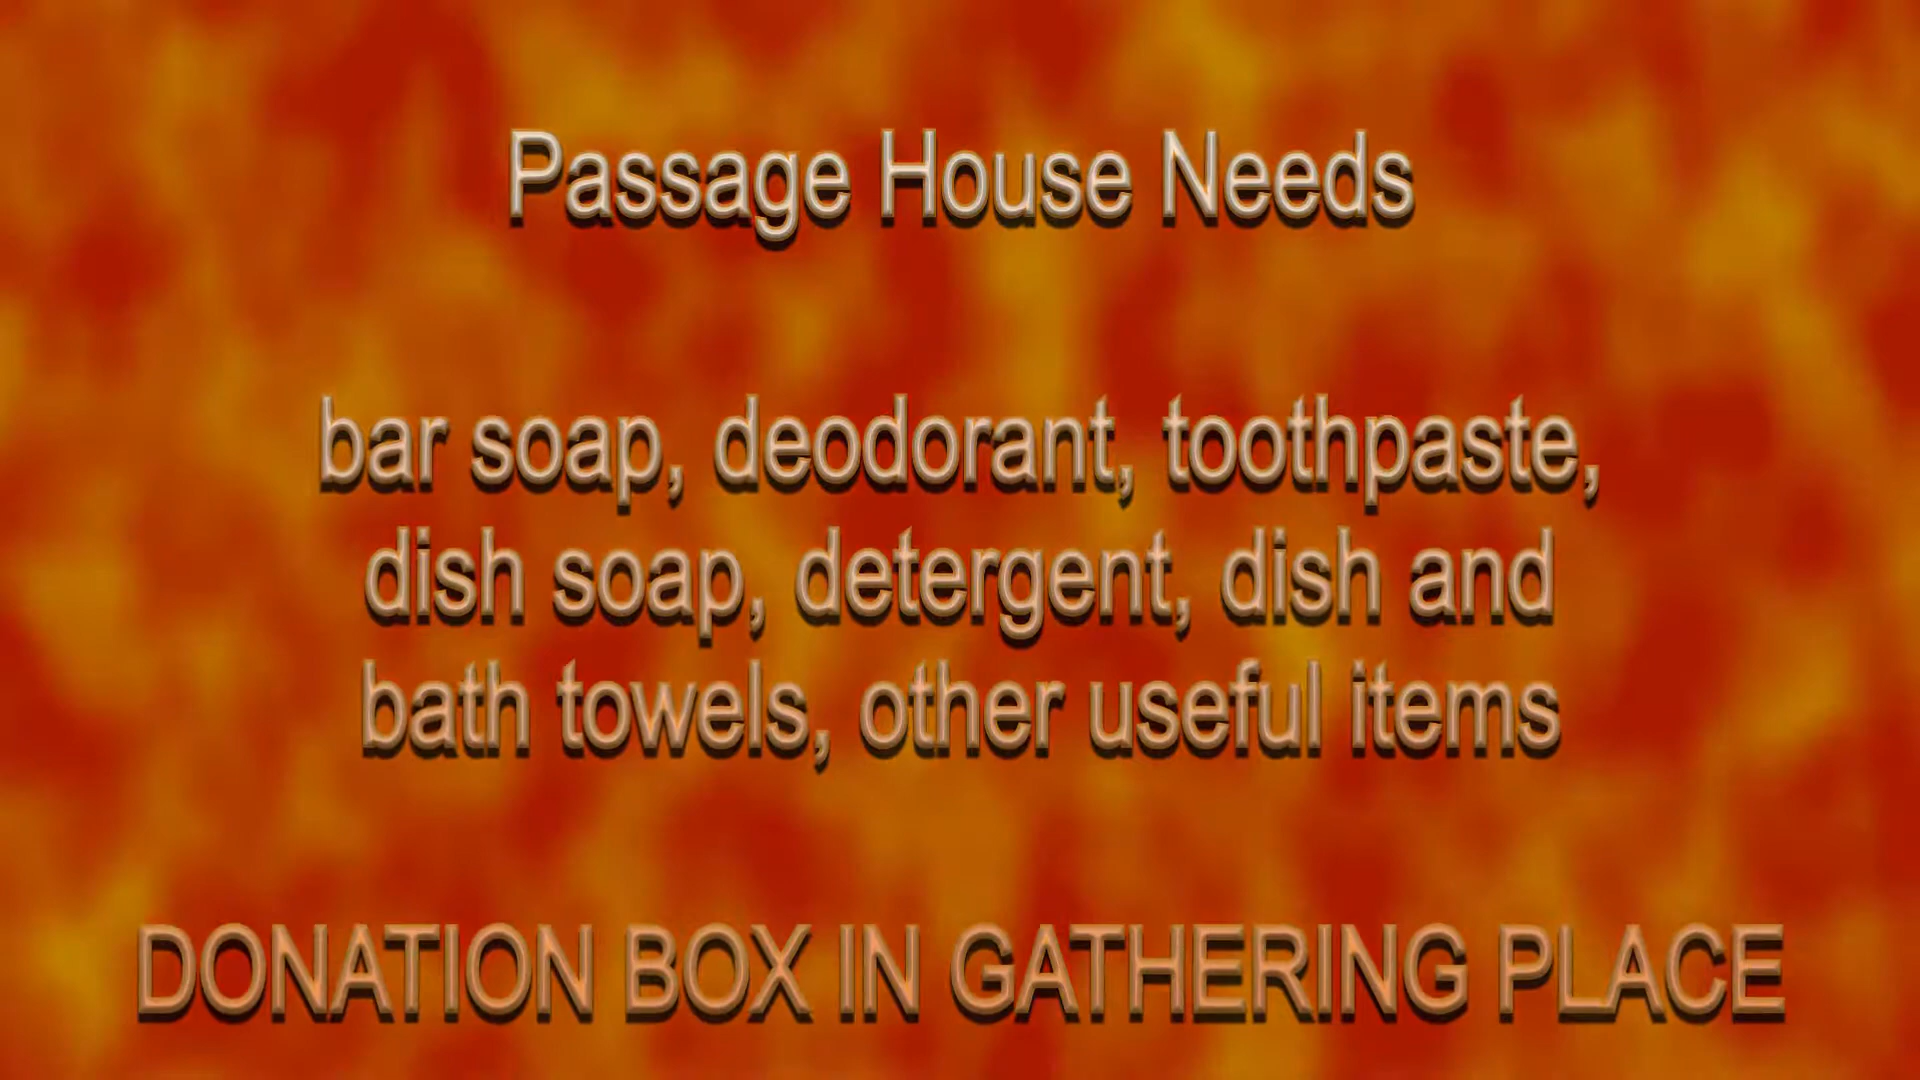 Passage House Needs
bar soap, deodorant, toothpaste,
dish soap, detergent, dish and
bath towels, other useful items
DONATION BOX IN GATHERING PLACE